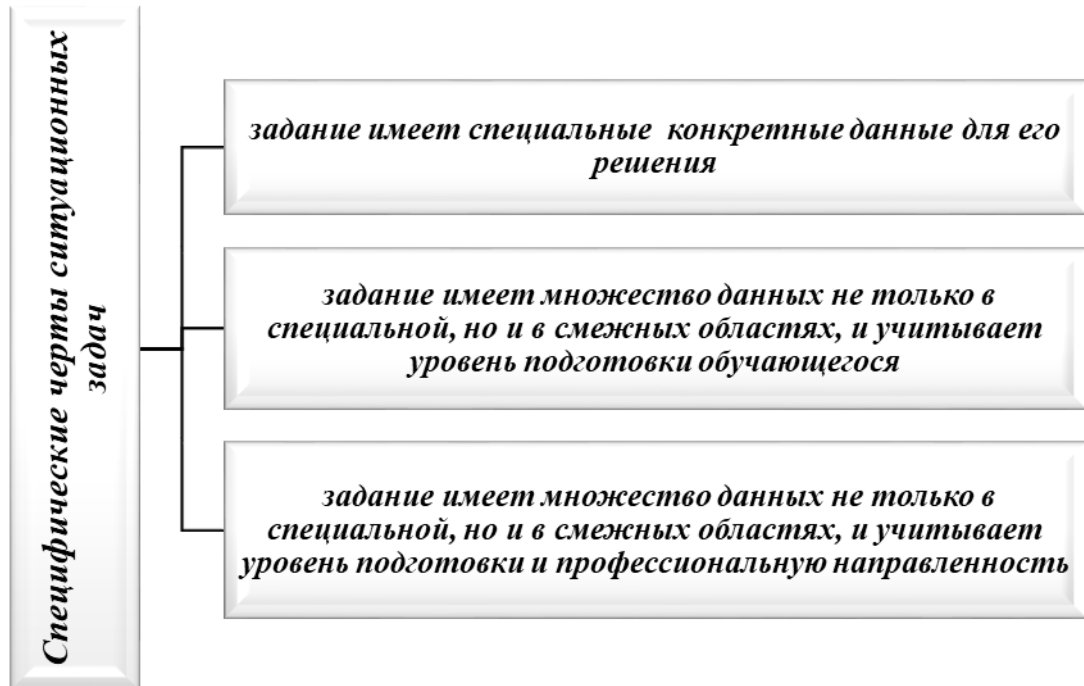 Специфические черты ситуационных
задач
задание имеет специальные конкретные данные для его
решения
задание имеет множество данных не только в
специальной, но и в смежных областях, и учитывает
уровень подготовки обучающегося
задание имеет множество данных не только в
специальной, но и в смежных областях, и учитывает
уровень подготовки и профессиональную направленность